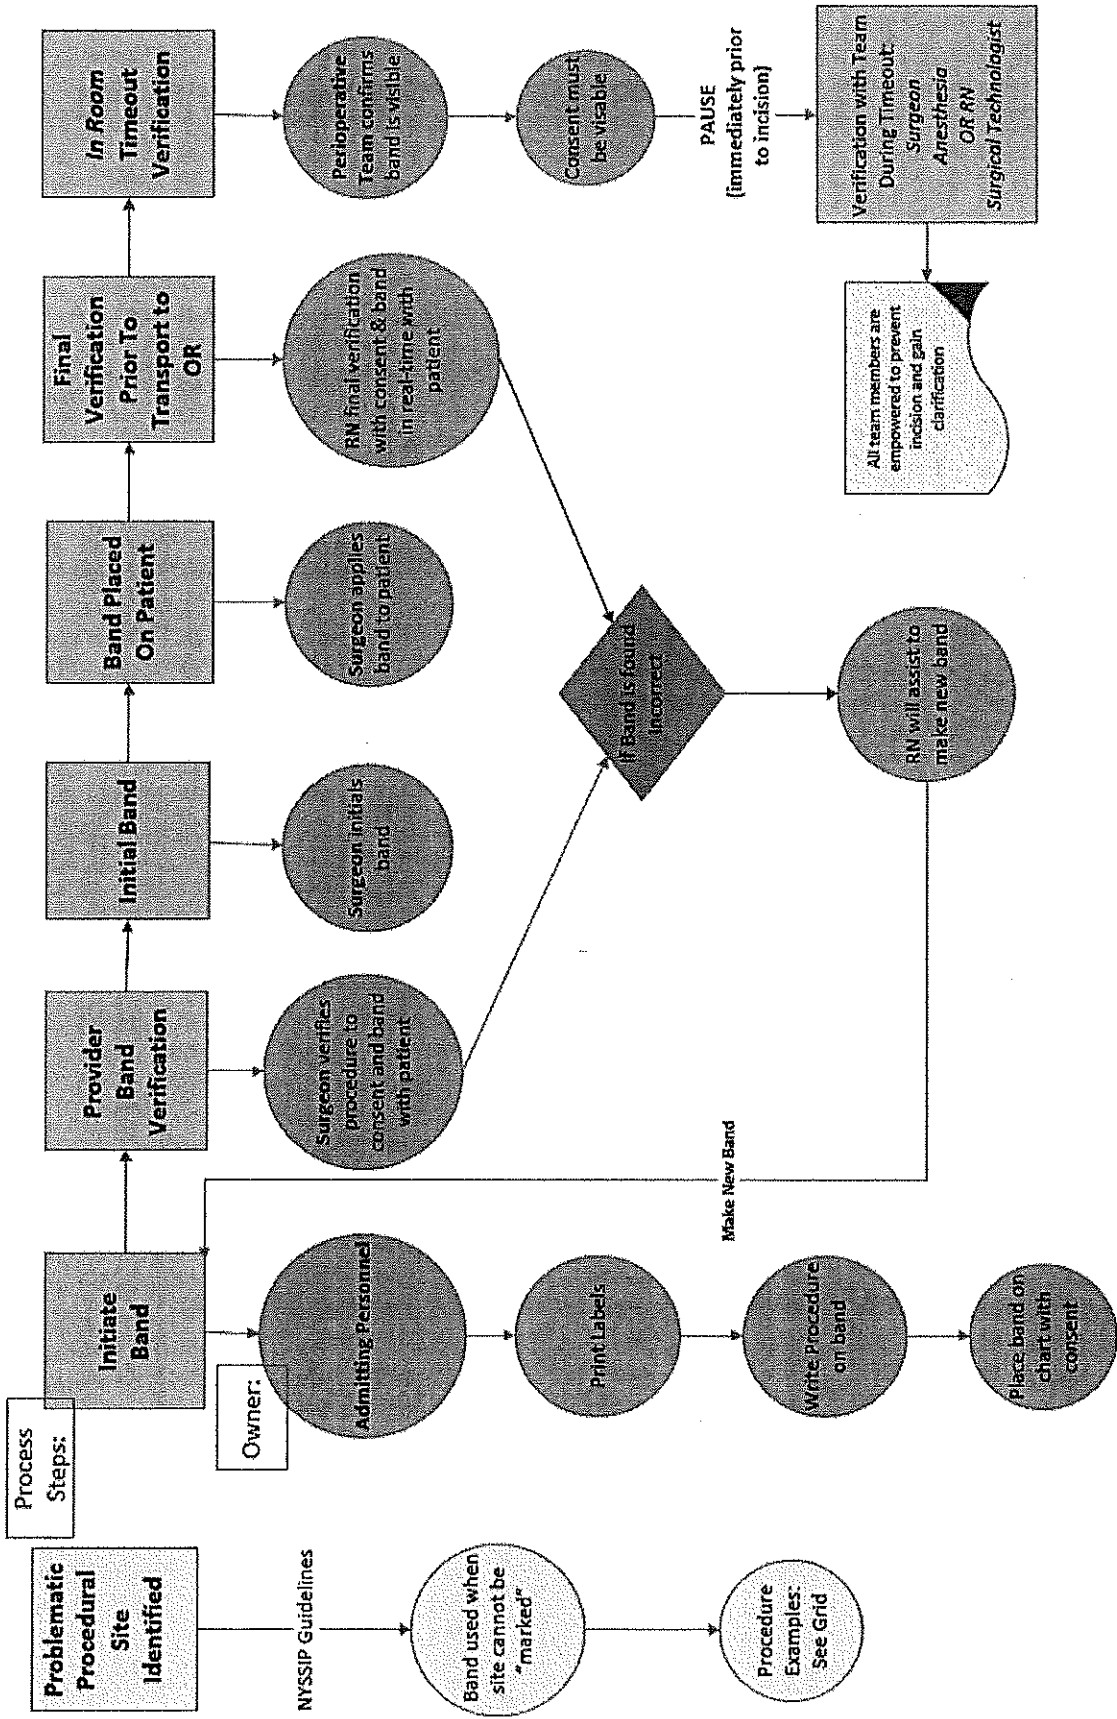 Process
Steps:
Problematic
Procedural
Site
Identified
NYSSIP Guidelines
Band used when
site cannot be
"marked"
Procedure
Examples:
See Grid
Initiate
Band
Owner:
Admitting Personnel
Print Labels
Write Procedure
on band
Place band on
chart with
consent
Provider
Band
Verification
Surgeon verifies
procedure to
consent and band
with patient
Initial Band
Surgeon initials
band
Band Placed
On Patient
Surgeon applies
band to patient
Final
Verification
Prior To
Transport to
OR
RN final verification
with consent & band
in real-time with
patient
If Band is found
incorrect
RN will assist to
make new band
Make New Band
In Room
Timeout
Verification
Perioperative
Team confirms
band is visible
Consent must
be visable
PAUSE
(immediately prior
to incision)
Verification with Team
During Timeout:
Surgeon
Anesthesia
OR RN
Surgical Technologist
All team members are
empowered to prevent
incision and gain
clarification